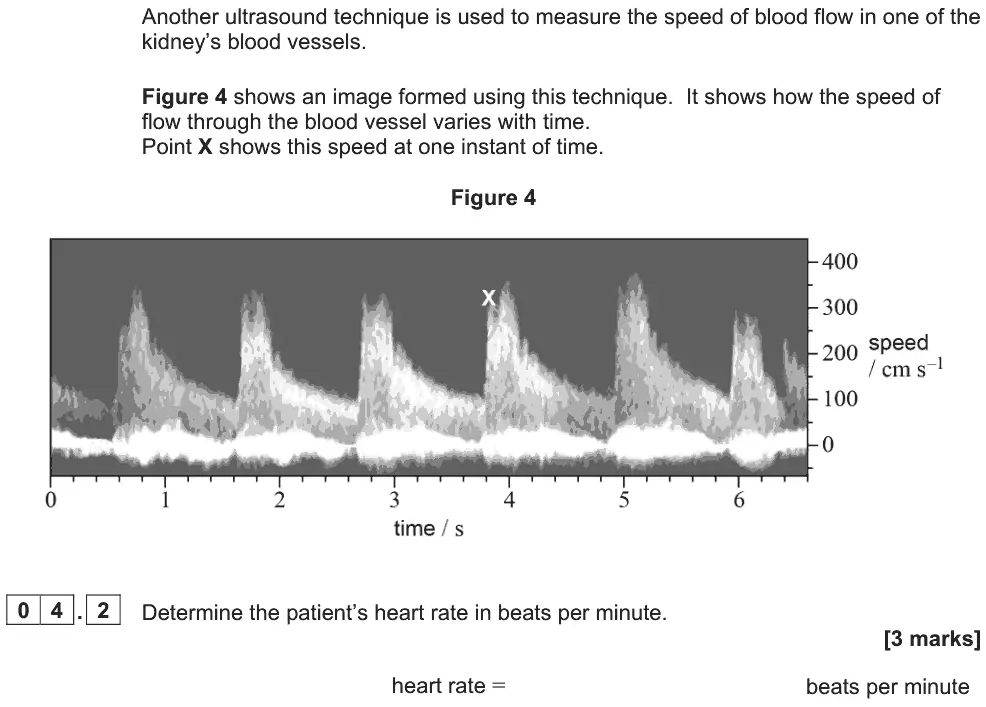 Another ultrasound technique is used to measure the speed of blood flow in one of the
kidney's blood vessels.
Figure 4 shows an image formed using this technique. It shows how the speed of
flow through the blood vessel varies with time.
Point X shows this speed at one instant of time.
Figure 4
X
400
300
200
100
0
speed
/ cm s⁻¹
0 1 2 3 4 5 6
time / s
0 4 . 2 Determine the patient's heart rate in beats per minute.
[3 marks]
heart rate = beats per minute